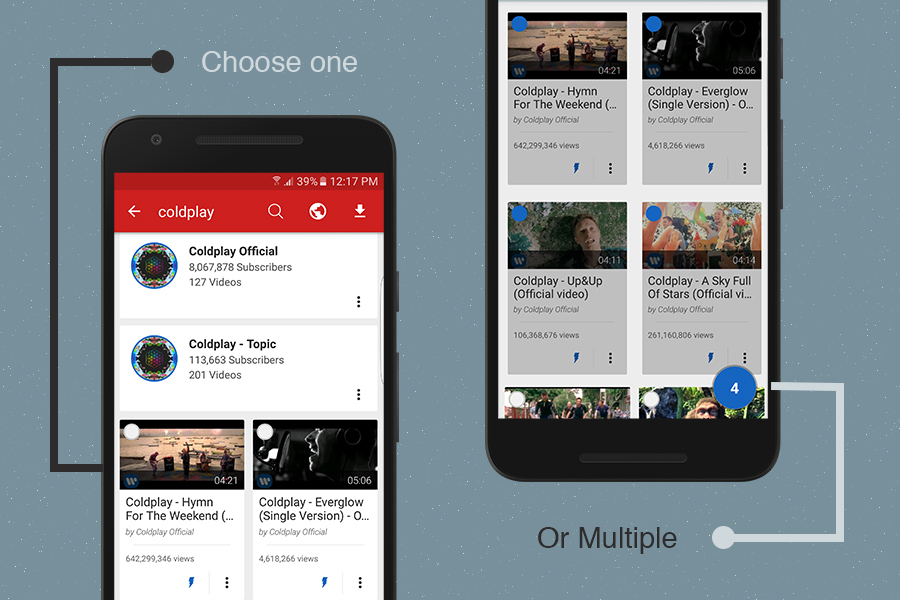 Choose one
39% 12:17 PM
coldplay
Coldplay Official
8,067,878 Subscribers
127 Videos
Coldplay - Topic
113,663 Subscribers
201 Videos
04:21
Coldplay - Hymn
For The Weekend (...
by Coldplay Official
642,299,346 views
05:06
Coldplay - Everglow
(Single Version) - O...
by Coldplay Official
4,618,266 views
04:21
Coldplay - Hymn
For The Weekend (...
by Coldplay Official
642,299,346 views
05:06
Coldplay - Everglow
(Single Version) - O...
by Coldplay Official
4,618,266 views
04:11
Coldplay - Up&Up
(Official video)
by Coldplay Official
106,368,676 views
04:14
Coldplay - A Sky Full
Of Stars (Official vi...
by Coldplay Official
261,160,806 views
4
Or Multiple